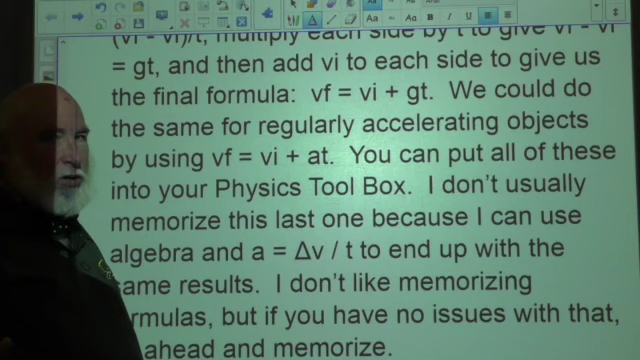 (vf - vi)/t, multiply each side by t to give vf - vi
= gt, and then add vi to each side to give us
the final formula: vf = vi + gt. We could do
the same for regularly accelerating objects
by using vf = vi + at. You can put all of these
into your Physics Tool Box. I don't usually
memorize this last one because I can use
algebra and a = Δv / t to end up with the
ame results. I don't like memorizing
rmulas, but if you have no issues with that,
ahead and memorize.